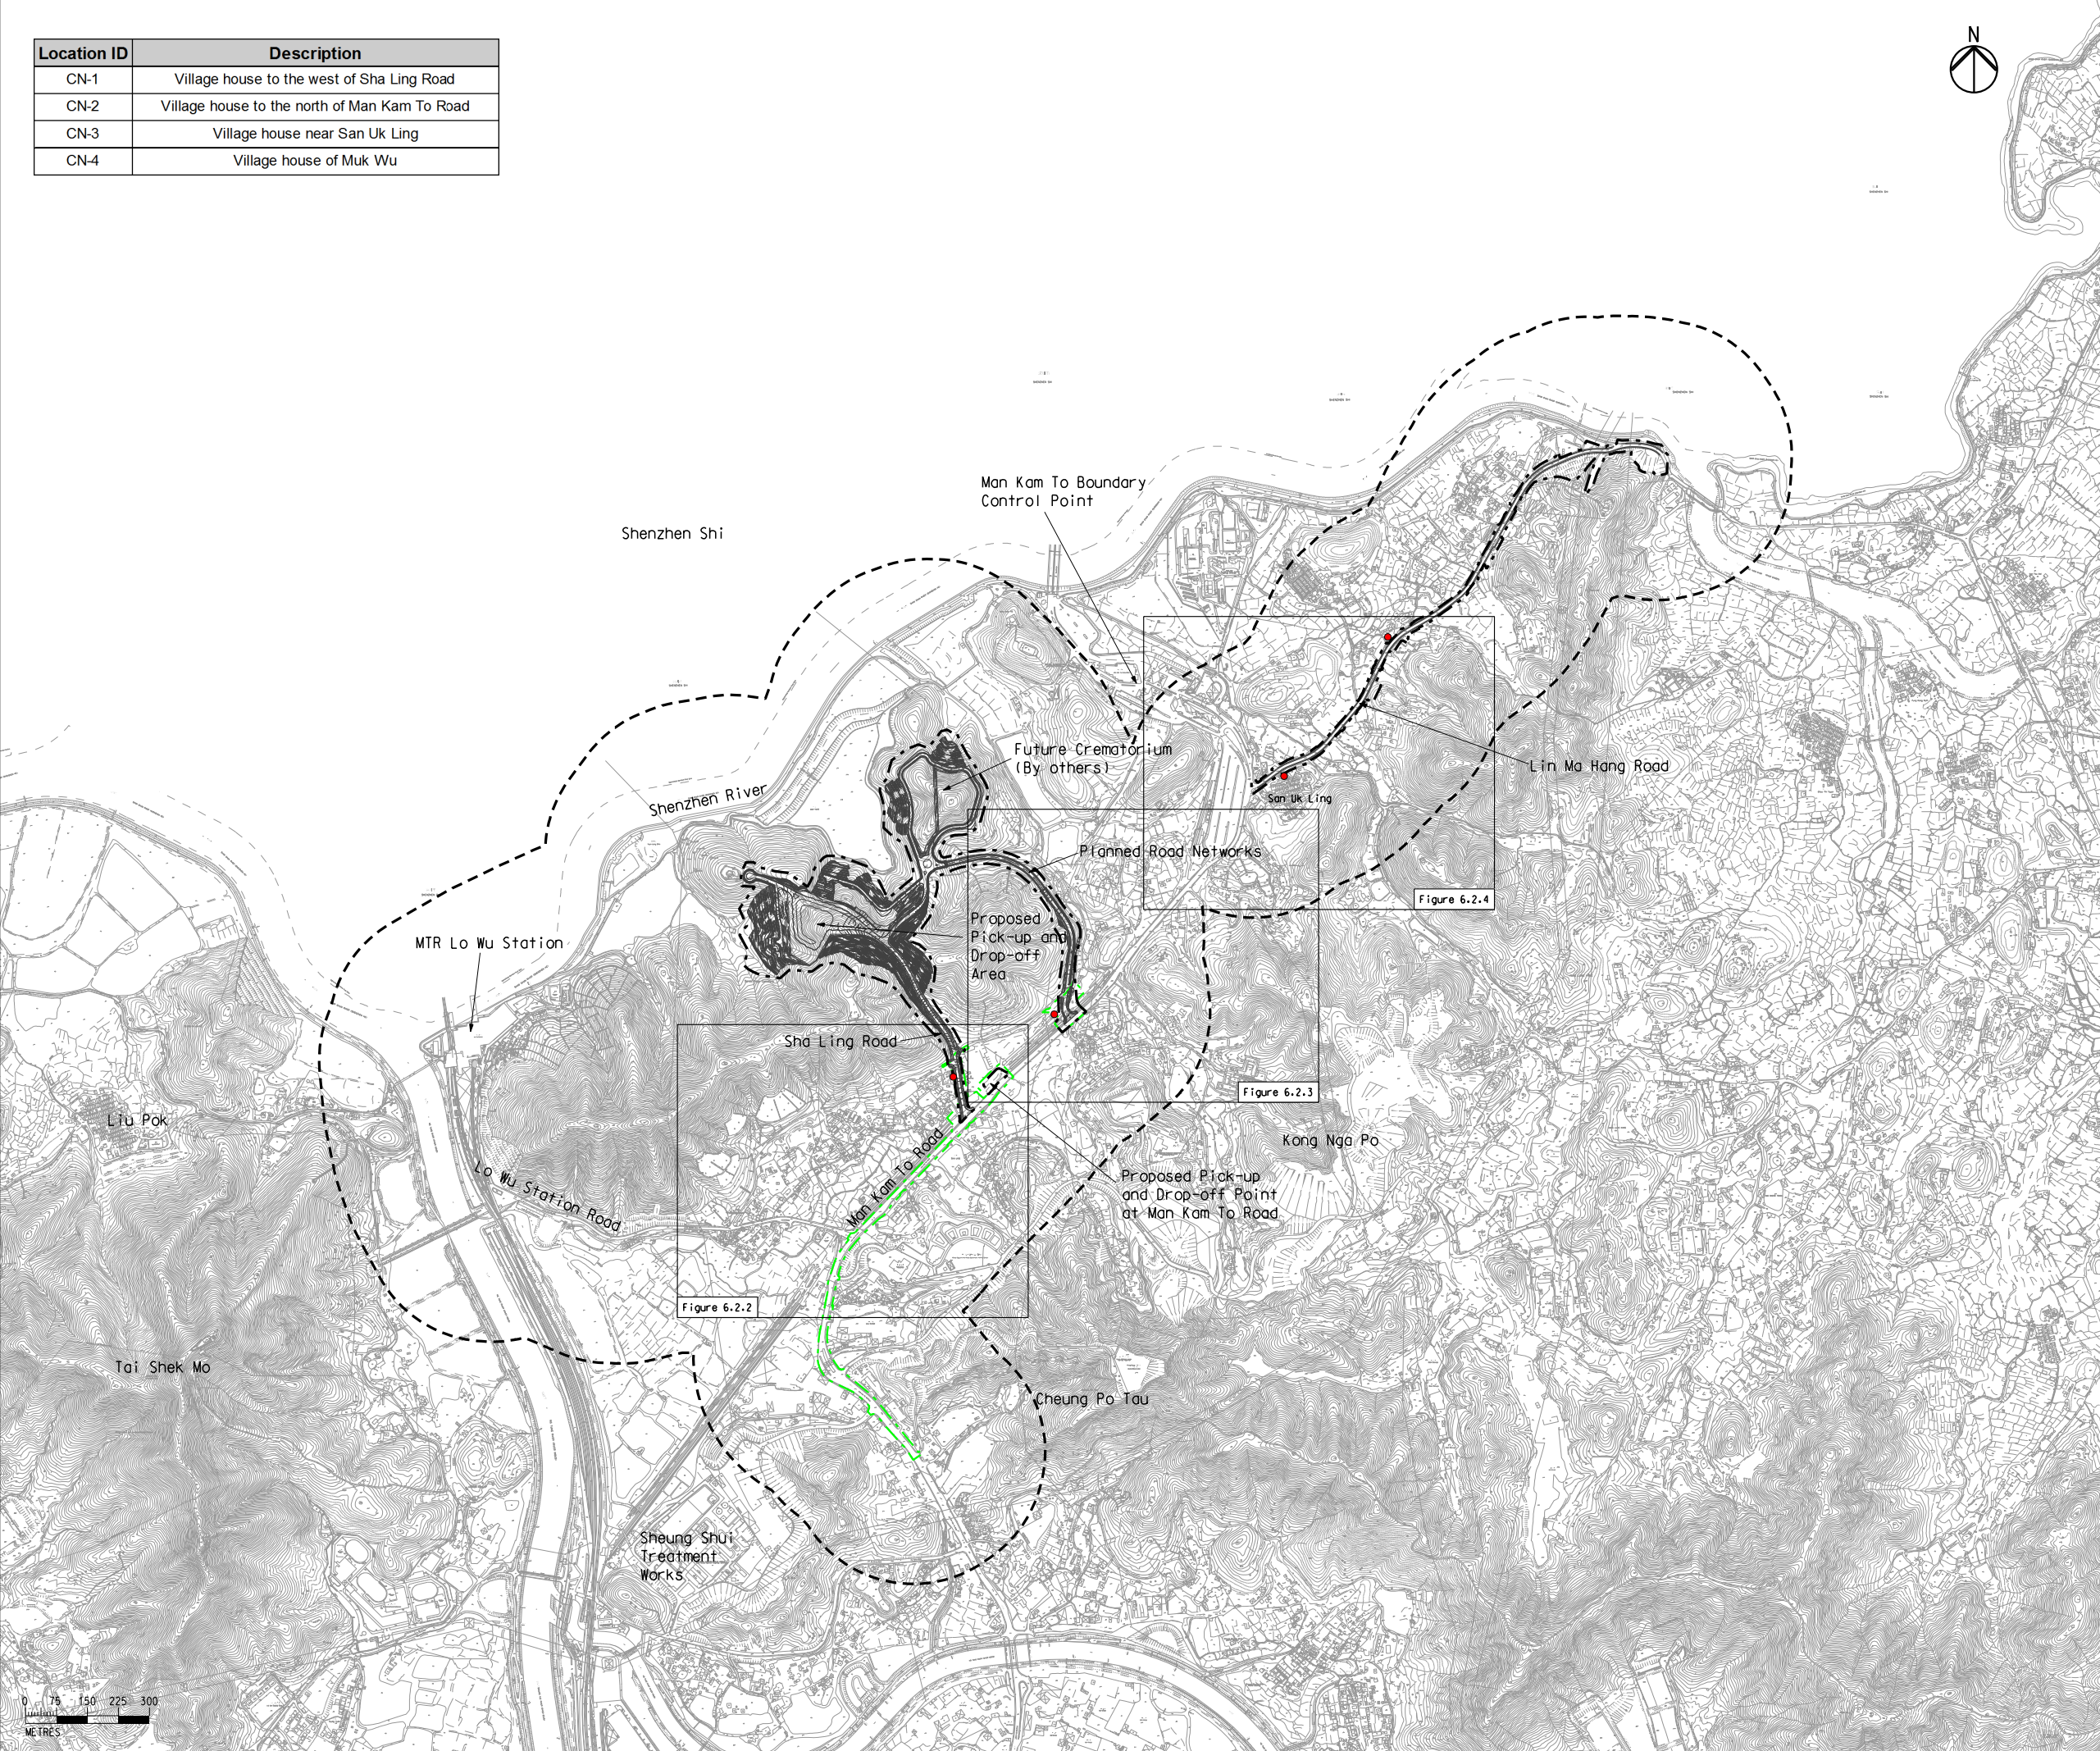 N
Location ID Description
CN-1 Village house to the west of Sha Ling Road
CN-2 Village house to the north of Man Kam To Road
CN-3 Village house near San Uk Ling
CN-4 Village house of Muk Wu
Man Kam To Boundary
Control Point
Shenzhen Shi
Future Crematorium
(By others)
Lin Ma Hang Road
Shenzhen River
San Uk Ling
Planned Road Networks
Figure 6.2.4
Proposed
Pick-up and
Drop-off
Area
MTR Lo Wu Station
Sha Ling Road
Figure 6.2.3
Liu Pok
Kong Nga Po
Man Kam To Road
Lo Wu Station Road
Proposed Pick-up
and Drop-off Point
at Man Kam To Road
Figure 6.2.2
Tai Shek Mo
Cheung Po Tau
Sheung Shui
Treatment
Works
0 75 150 225 300
METRES